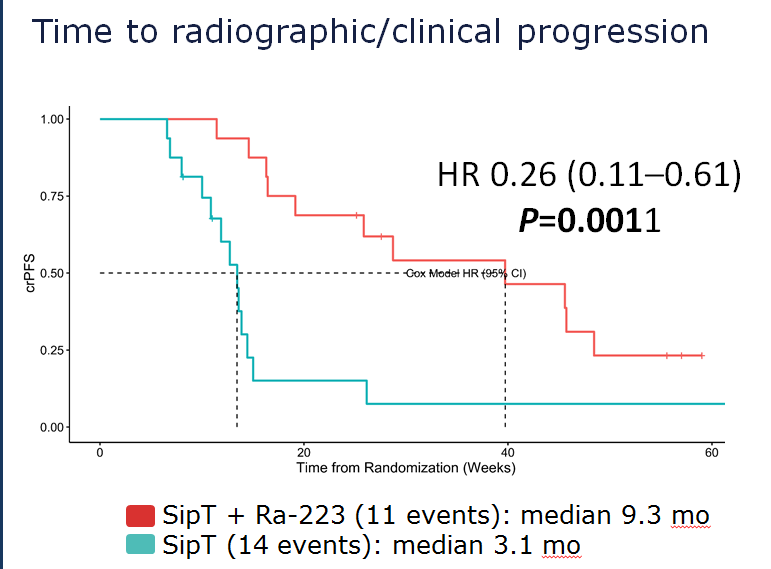 Time to radiographic/clinical progression
HR 0.26 (0.11–0.61)
P=0.0011
1.00
0.75
0.50
0.25
0.00
crPFS
Cox Model HR (95% CI)
0
20
40
60
Time from Randomization (Weeks)
SipT + Ra-223 (11 events): median 9.3 mo
SipT (14 events): median 3.1 mo